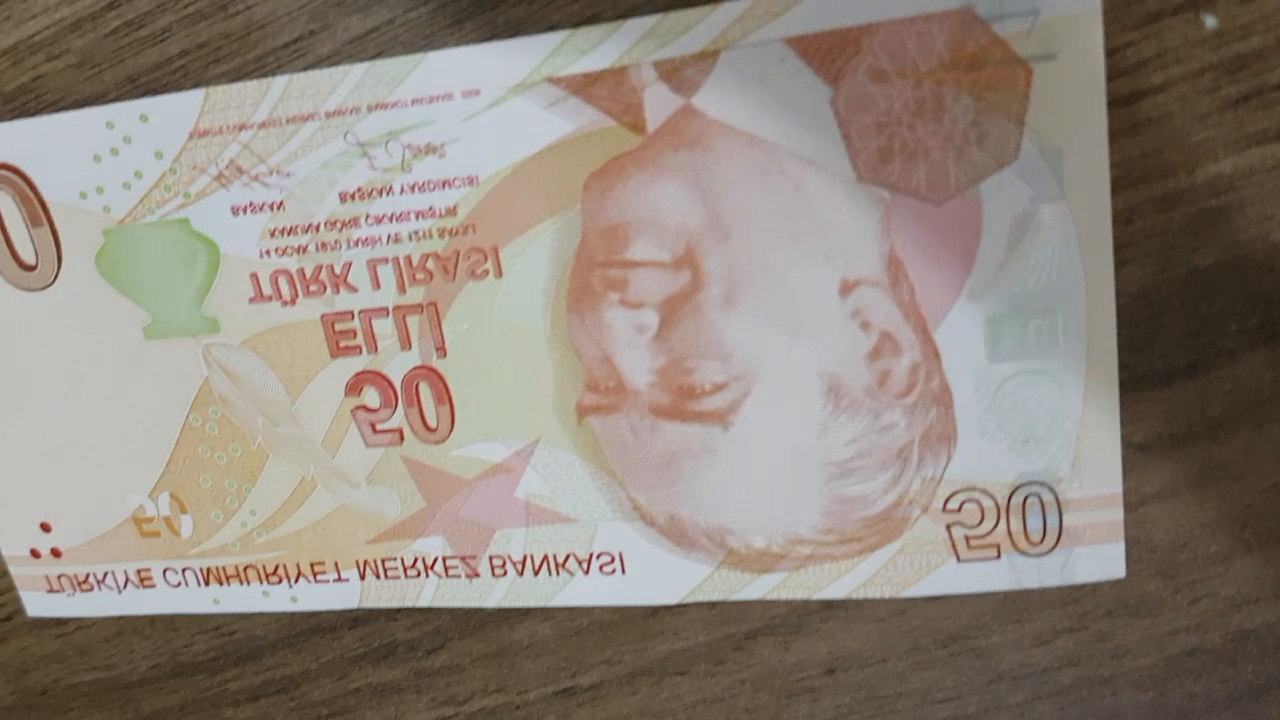 TÜRKİYE CUMHURİYET MERKEZ BANKASI
50
50
50
ELLİ
TÜRK LİRASI
14 OCAK 1970 TARİH VE 1211 SAYILI
KANUNA GÖRE ÇIKARILMIŞTIR
BAŞKAN
BAŞKAN YARDIMCISI
0